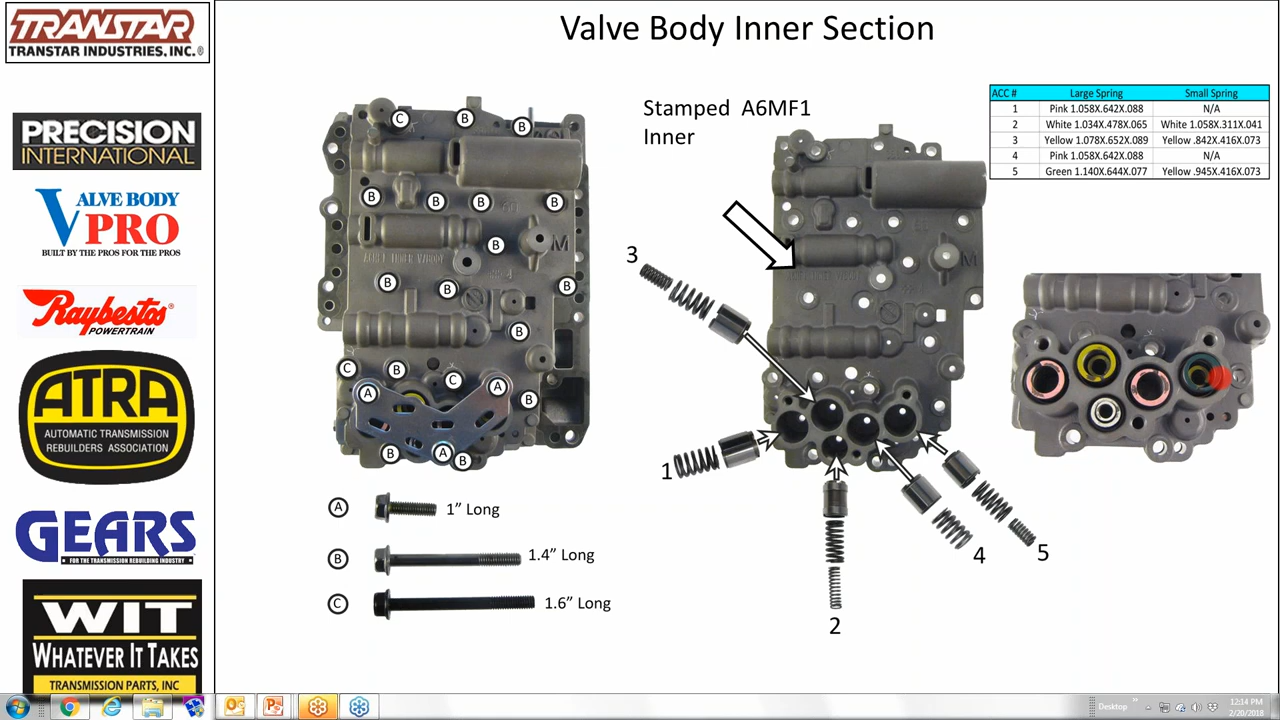 TRANSTAR
TRANSTAR INDUSTRIES, INC.®
PRECISION
INTERNATIONAL
VALVE BODY
PRO
BUILT BY THE PROS FOR THE PROS
Raybestos®
POWERTRAIN
ATRA
AUTOMATIC TRANSMISSION
REBUILDERS ASSOCIATION
GEARS
FOR THE TRANSMISSION REBUILDING INDUSTRY
WIT
WHATEVER IT TAKES
TRANSMISSION PARTS, INC
Valve Body Inner Section
C B B
B B B B
B
M
B B B
B
C B C
A A
B
B A B
A 1” Long
B 1.4” Long
C 1.6” Long
Stamped A6MF1
Inner
M
3
1
2
4
5
ACC # Large Spring Small Spring
1 Pink 1.058X.642X.088 N/A
2 White 1.034X.478X.065 White 1.058X.311X.041
3 Yellow 1.078X.652X.089 Yellow .842X.416X.073
4 Pink 1.058X.642X.088 N/A
5 Green 1.140X.644X.077 Yellow .945X.416X.073
Desktop
12:14 PM
2/20/2018